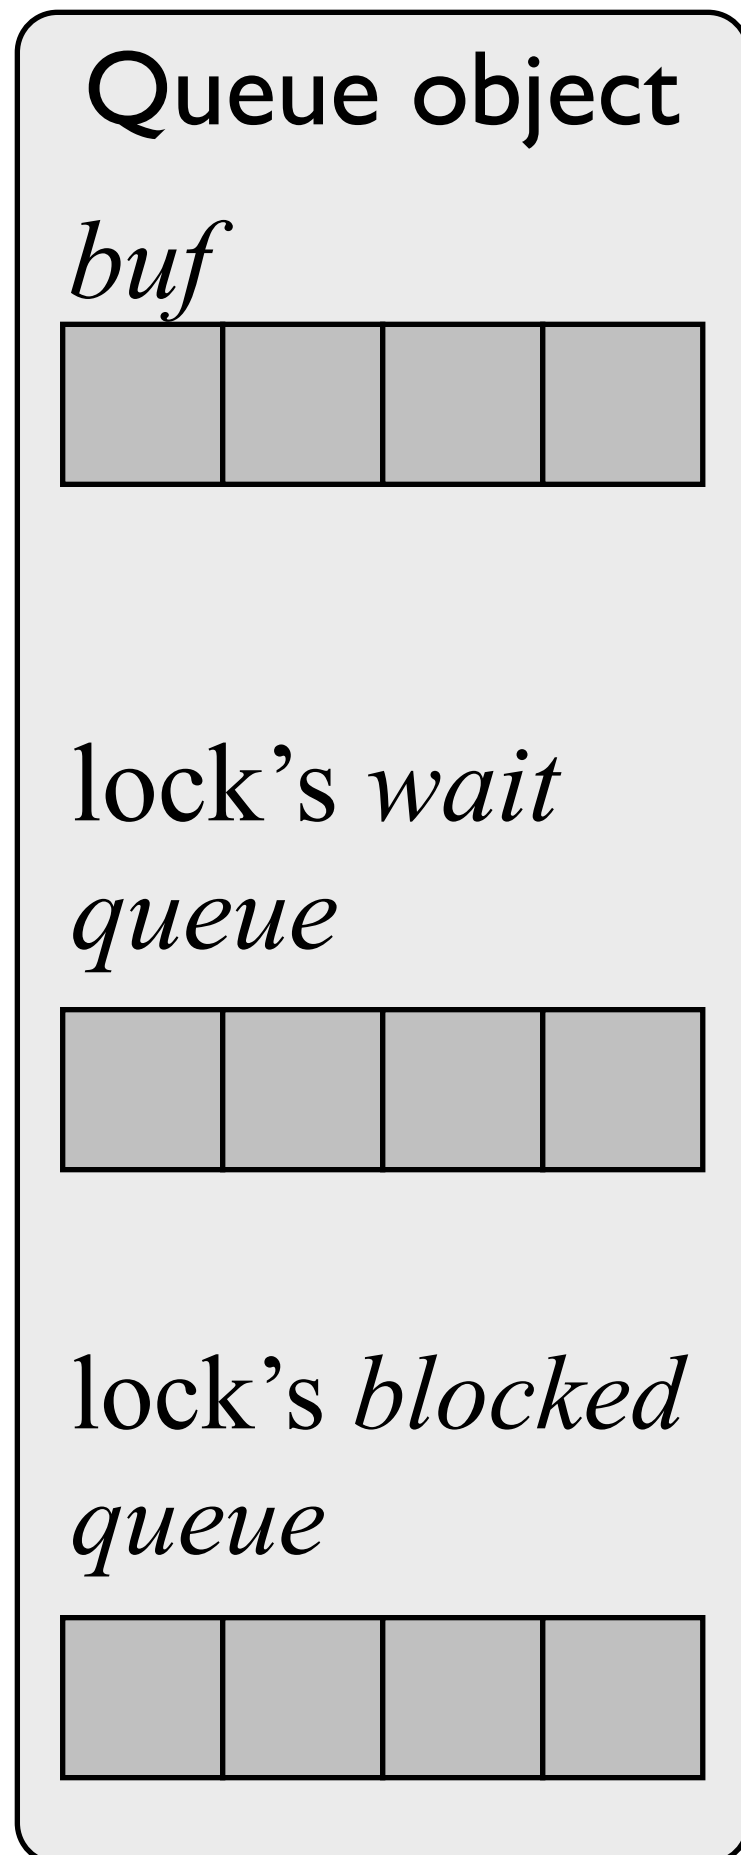 Queue object
buf
lock’s wait
queue
lock’s blocked
queue